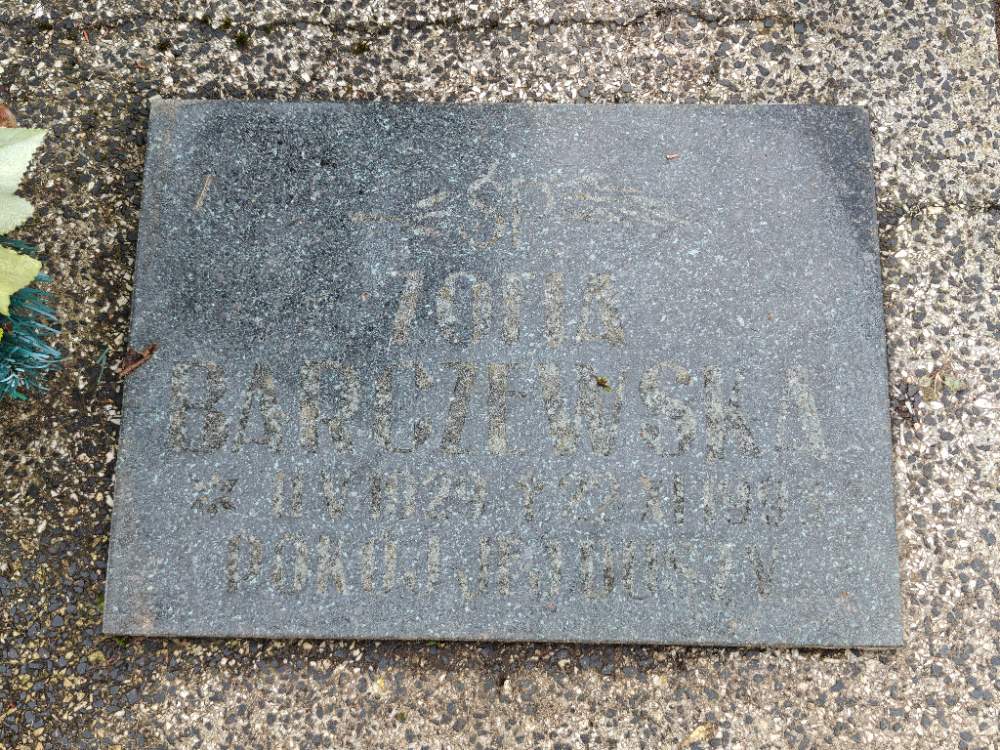 ŚP
ZOFIA
BARCZEWSKA
POKÓJ JEJ DUSZY